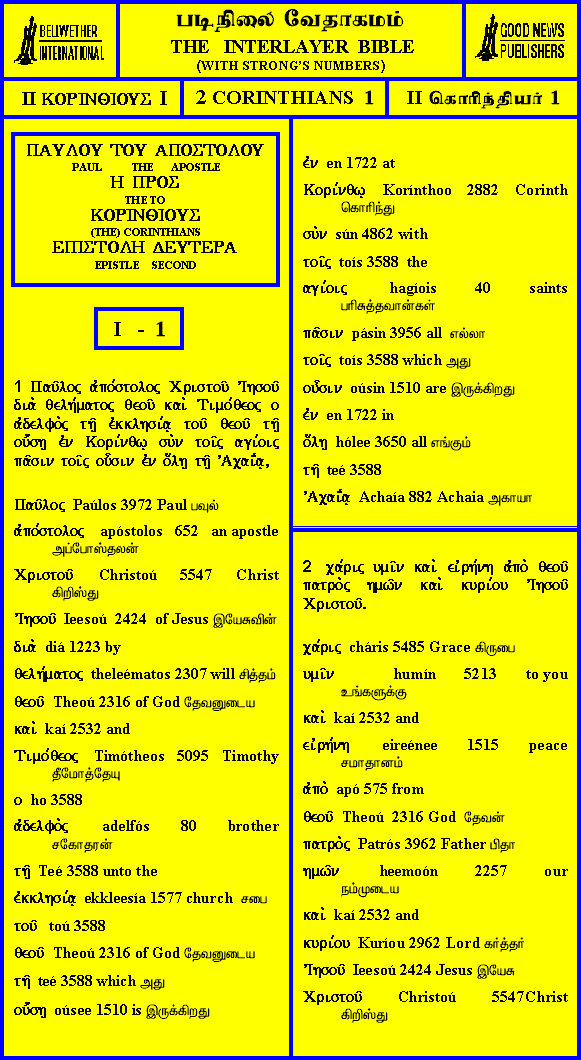 BELLWETHER
INTERNATIONAL
படிநிலை வேதாகமம்
THE INTERLAYER BIBLE
(WITH STRONG'S NUMBERS)
GOOD NEWS
PUBLISHERS
II ΚΟΡΙΝΘΙΟΥΣ I
2 CORINTHIANS 1
II கொரிந்தியர் 1
ΠΑΥΛΟΥ ΤΟΥ ΑΠΟΣΤΟΛΟΥ
PAUL THE APOSTLE
Η ΠΡΟΣ
THE TO
ΚΟΡΙΝΘΙΟΥΣ
(THE) CORINTHIANS
ΕΠΙΣΤΟΛΗ ΔΕΥΤΕΡΑ
EPISTLE SECOND
I - 1
1 Παῦλος ἀπόστολος Χριστοῦ Ἰησοῦ
διὰ θελήματος θεοῦ καὶ Τιμόθεος ο
ἀδελφὸς τῇ ἐκκλησίᾳ τοῦ θεοῦ τῇ
οὔσῃ ἐν Κορίνθῳ σὺν τοῖς αγίοις
πᾶσιν τοῖς οὖσιν ἐν ὅλῃ τῇ Ἀχαΐᾳ,
Παῦλος Paúlos 3972 Paul பவுல்
ἀπόστολος apóstolos 652 an apostle
அப்போஸ்தலன்
Χριστοῦ Christoú 5547 Christ
கிறிஸ்து
Ἰησοῦ Ieesoú 2424 of Jesus இயேசுவின்
διὰ diá 1223 by
θελήματος theleématos 2307 will சித்தம்
θεοῦ Theoú 2316 of God தேவனுடைய
καὶ kaí 2532 and
Τιμόθεος Timótheos 5095 Timothy
தீமோத்தேயு
ο ho 3588
ἀδελφὸς adelfós 80 brother
சகோதரன்
τῇ Teé 3588 unto the
ἐκκλησίᾳ ekkleesía 1577 church சபை
τοῦ toú 3588
θεοῦ Theoú 2316 of God தேவனுடைய
τῇ teé 3588 which அது
οὔσῃ oúsee 1510 is இருக்கிறது
ἐν en 1722 at
Κορίνθῳ Korínthoo 2882 Corinth
கொரிந்து
σὺν sún 4862 with
τοῖς toís 3588 the
αγίοις hagíois 40 saints
பரிசுத்தவான்கள்
πᾶσιν pásin 3956 all எல்லா
τοῖς toís 3588 which அது
οὖσιν oúsin 1510 are இருக்கிறது
ἐν en 1722 in
ὅλῃ hólee 3650 all எங்கும்
τῇ teé 3588
Ἀχαΐᾳ Achaía 882 Achaia அகாயா
2 χάρις υμῖν καὶ εἰρήνη ἀπὸ θεοῦ
πατρὸς ημῶν καὶ κυρίου Ἰησοῦ
Χριστοῦ.
χάρις cháris 5485 Grace கிருபை
υμῖν humín 5213 to you
உங்களுக்கு
καὶ kaí 2532 and
εἰρήνη eireénee 1515 peace
சமாதானம்
ἀπὸ apó 575 from
θεοῦ Theoú 2316 God தேவன்
πατρὸς Patrós 3962 Father பிதா
ημῶν heemoón 2257 our
நம்முடைய
καὶ kaí 2532 and
κυρίου Kuríou 2962 Lord கர்த்தர்
Ἰησοῦ Ieesoú 2424 Jesus இயேசு
Χριστοῦ Christoú 5547 Christ
கிறிஸ்து